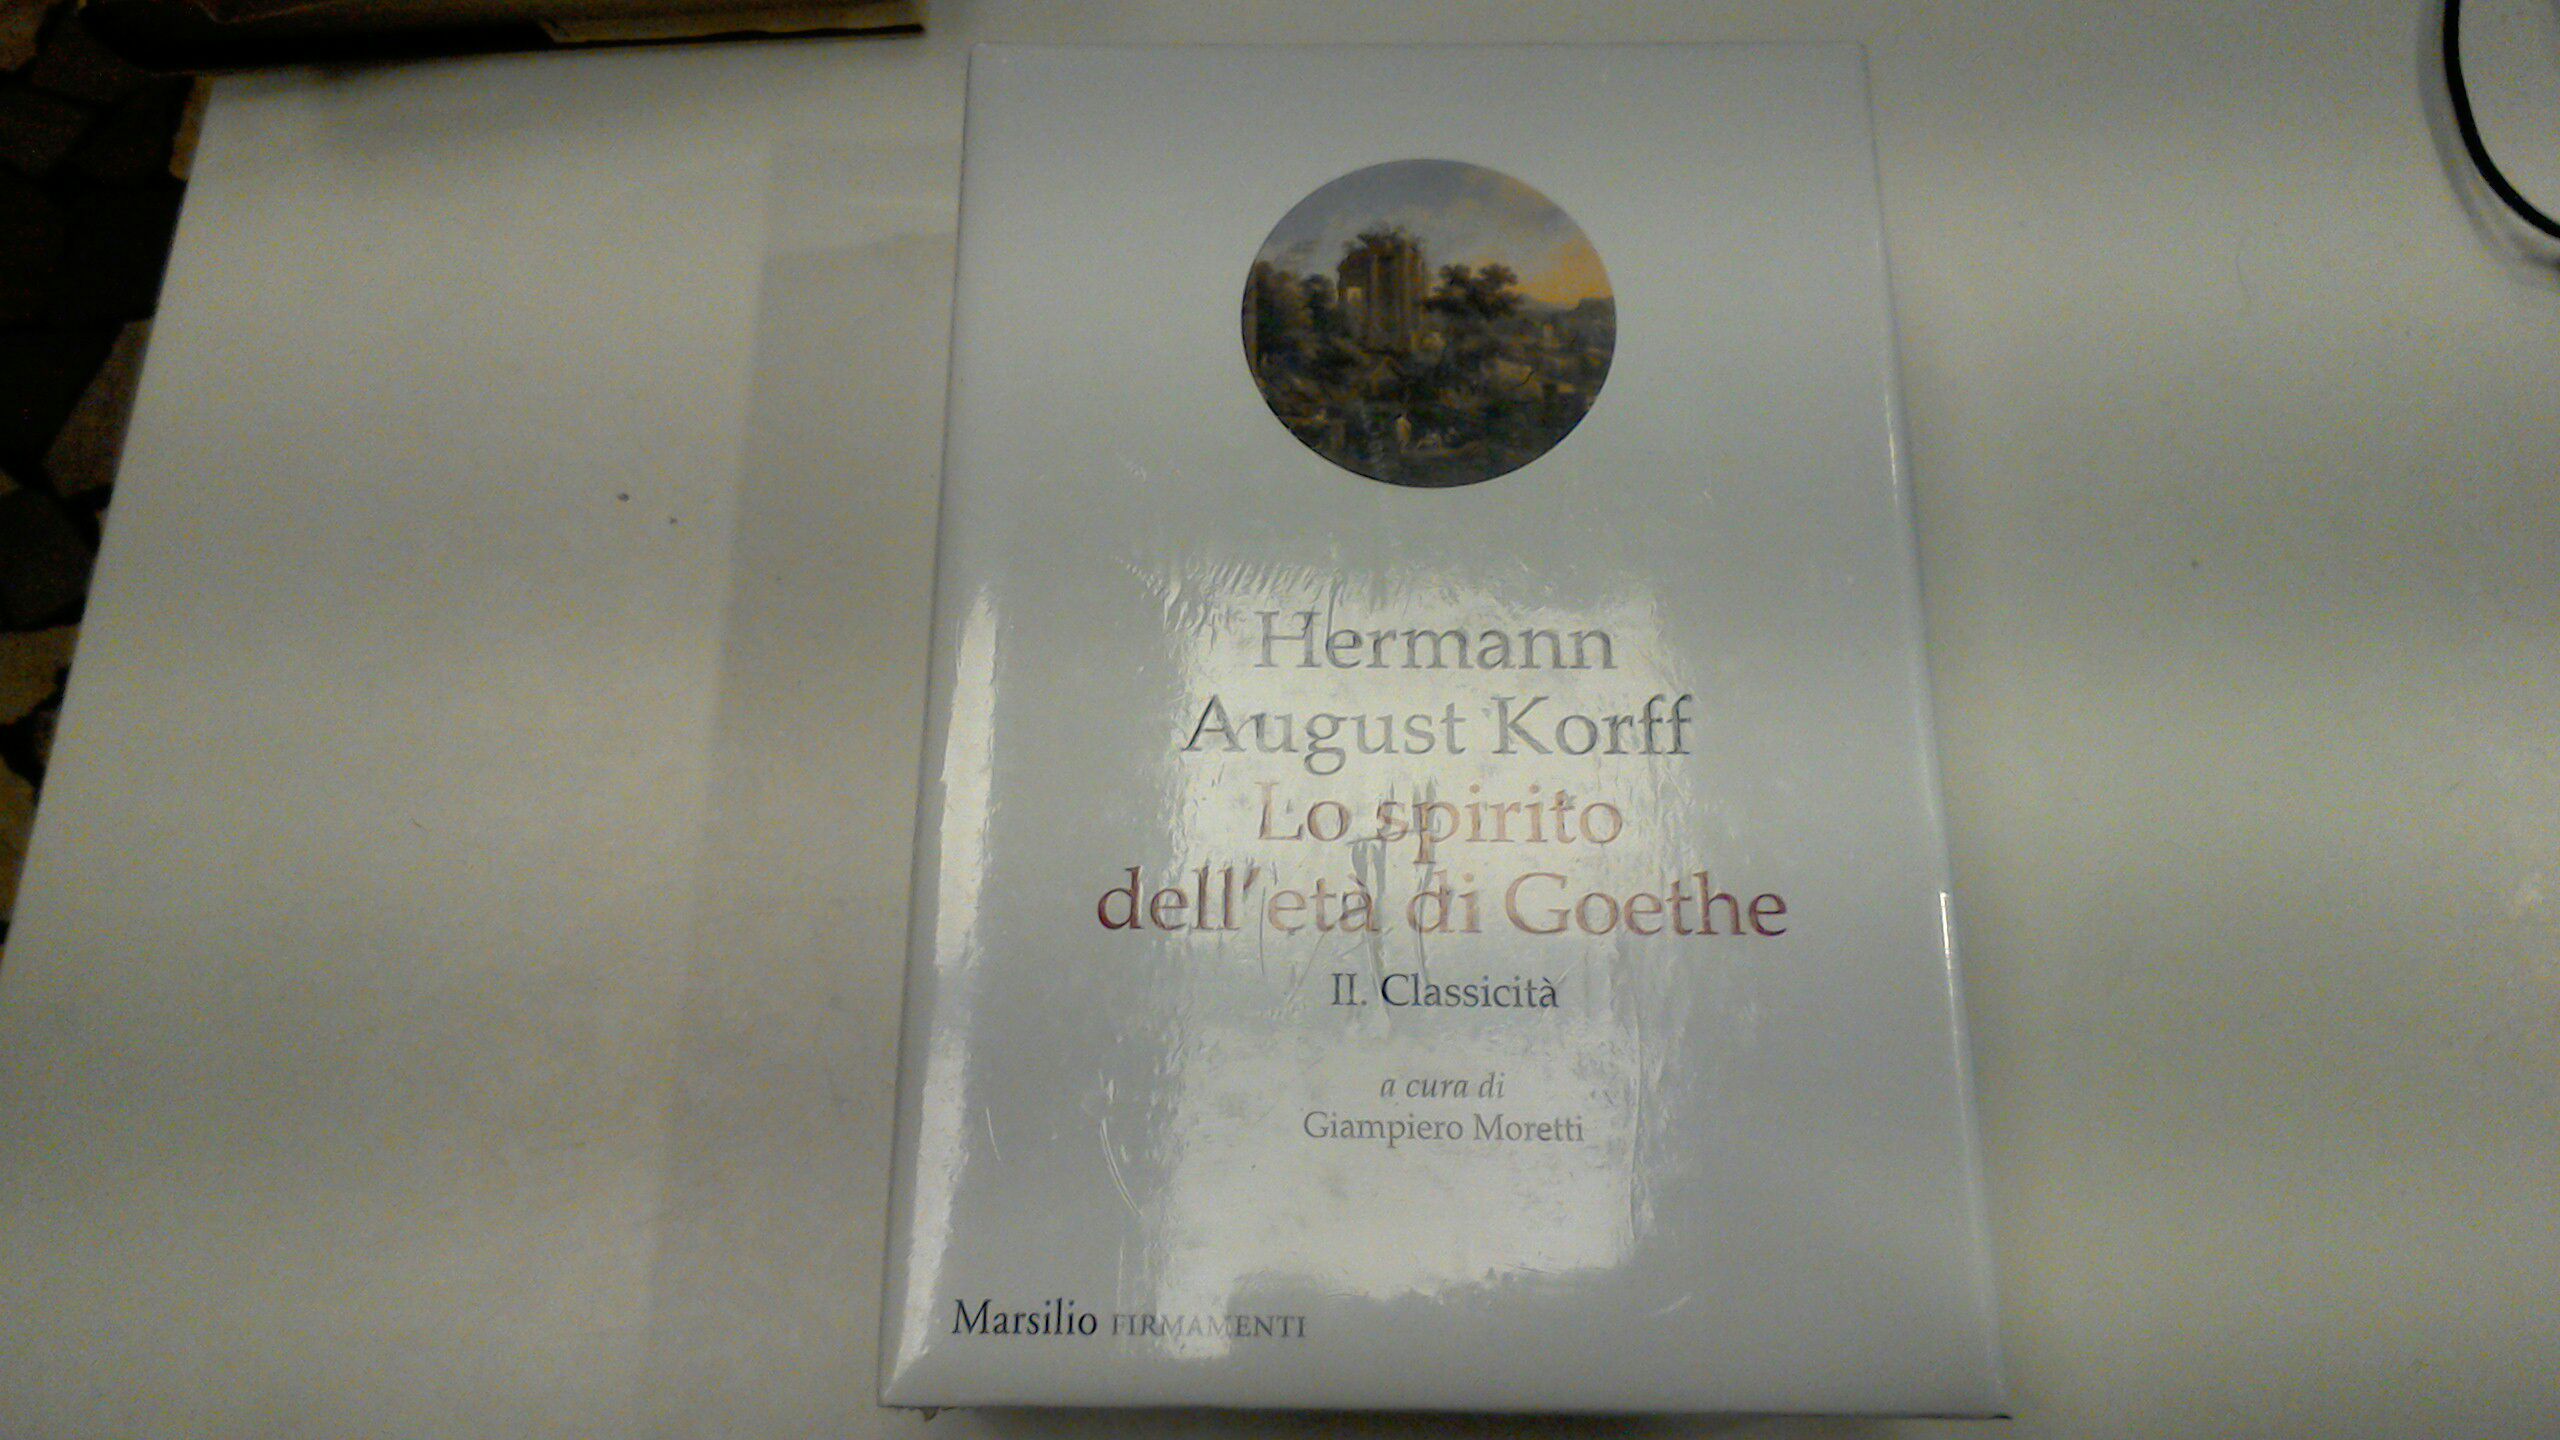 Hermann
August Korff
Lo spirito
dell'età di Goethe
II. Classicità
a cura di
Giampiero Moretti
Marsilio FIRMAMENTI